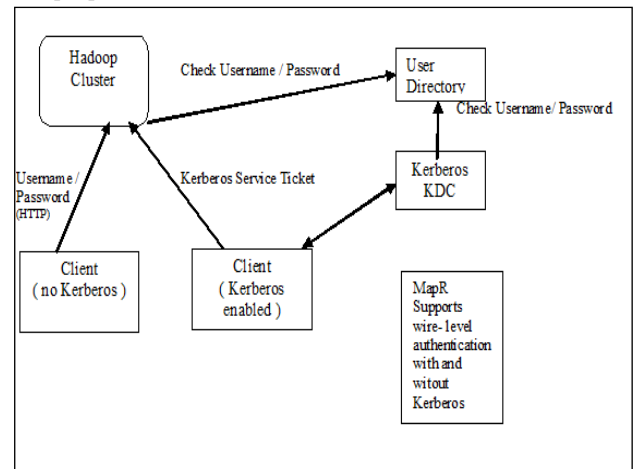 Hadoop
Cluster
Check Username / Password
User
Directory
Check Username/ Password
Username /
Password
(HTTP)
Kerberos Service Ticket
Kerberos
KDC
Client
( no Kerberos )
Client
( Kerberos
enabled )
MapR
Supports
wire- level
authentication
with and
witout
Kerberos